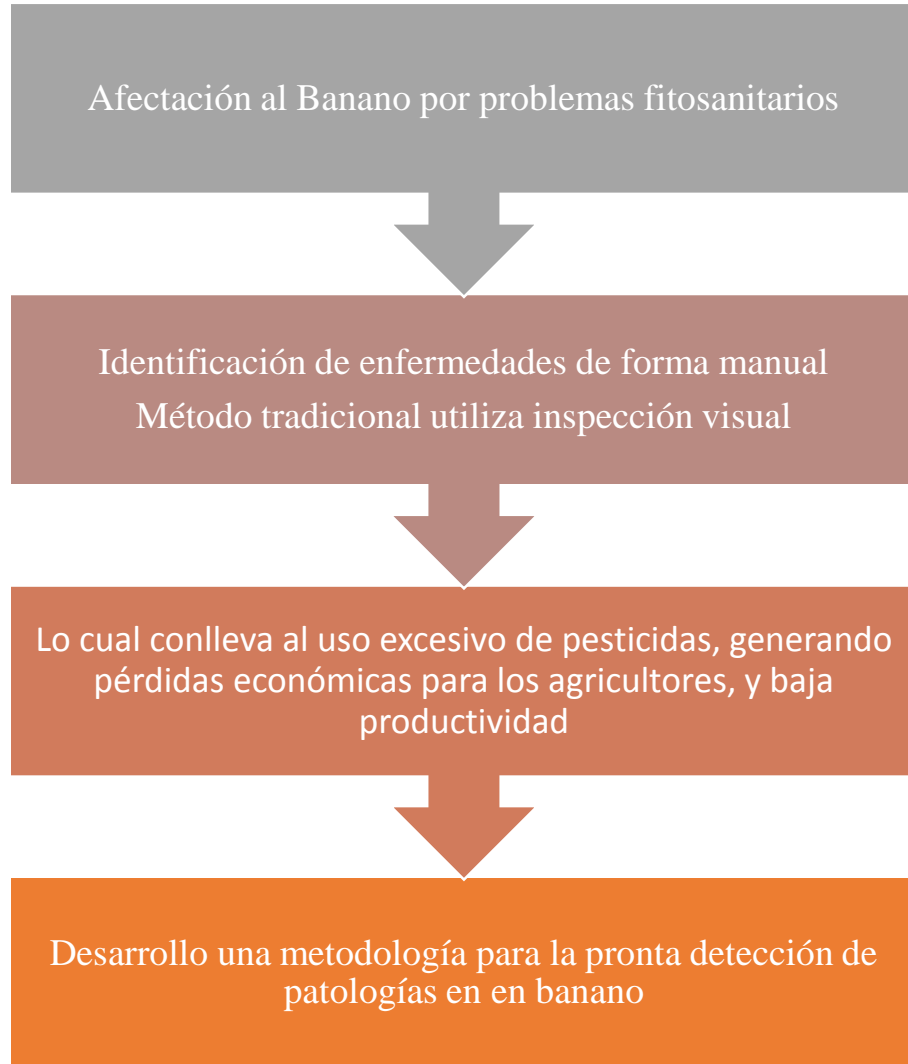 Afectación al Banano por problemas fitosanitarios
Identificación de enfermedades de forma manual
Método tradicional utiliza inspección visual
Lo cual conlleva al uso excesivo de pesticidas, generando
pérdidas económicas para los agricultores, y baja
productividad
Desarrollo una metodología para la pronta detección de
patologías en en banano